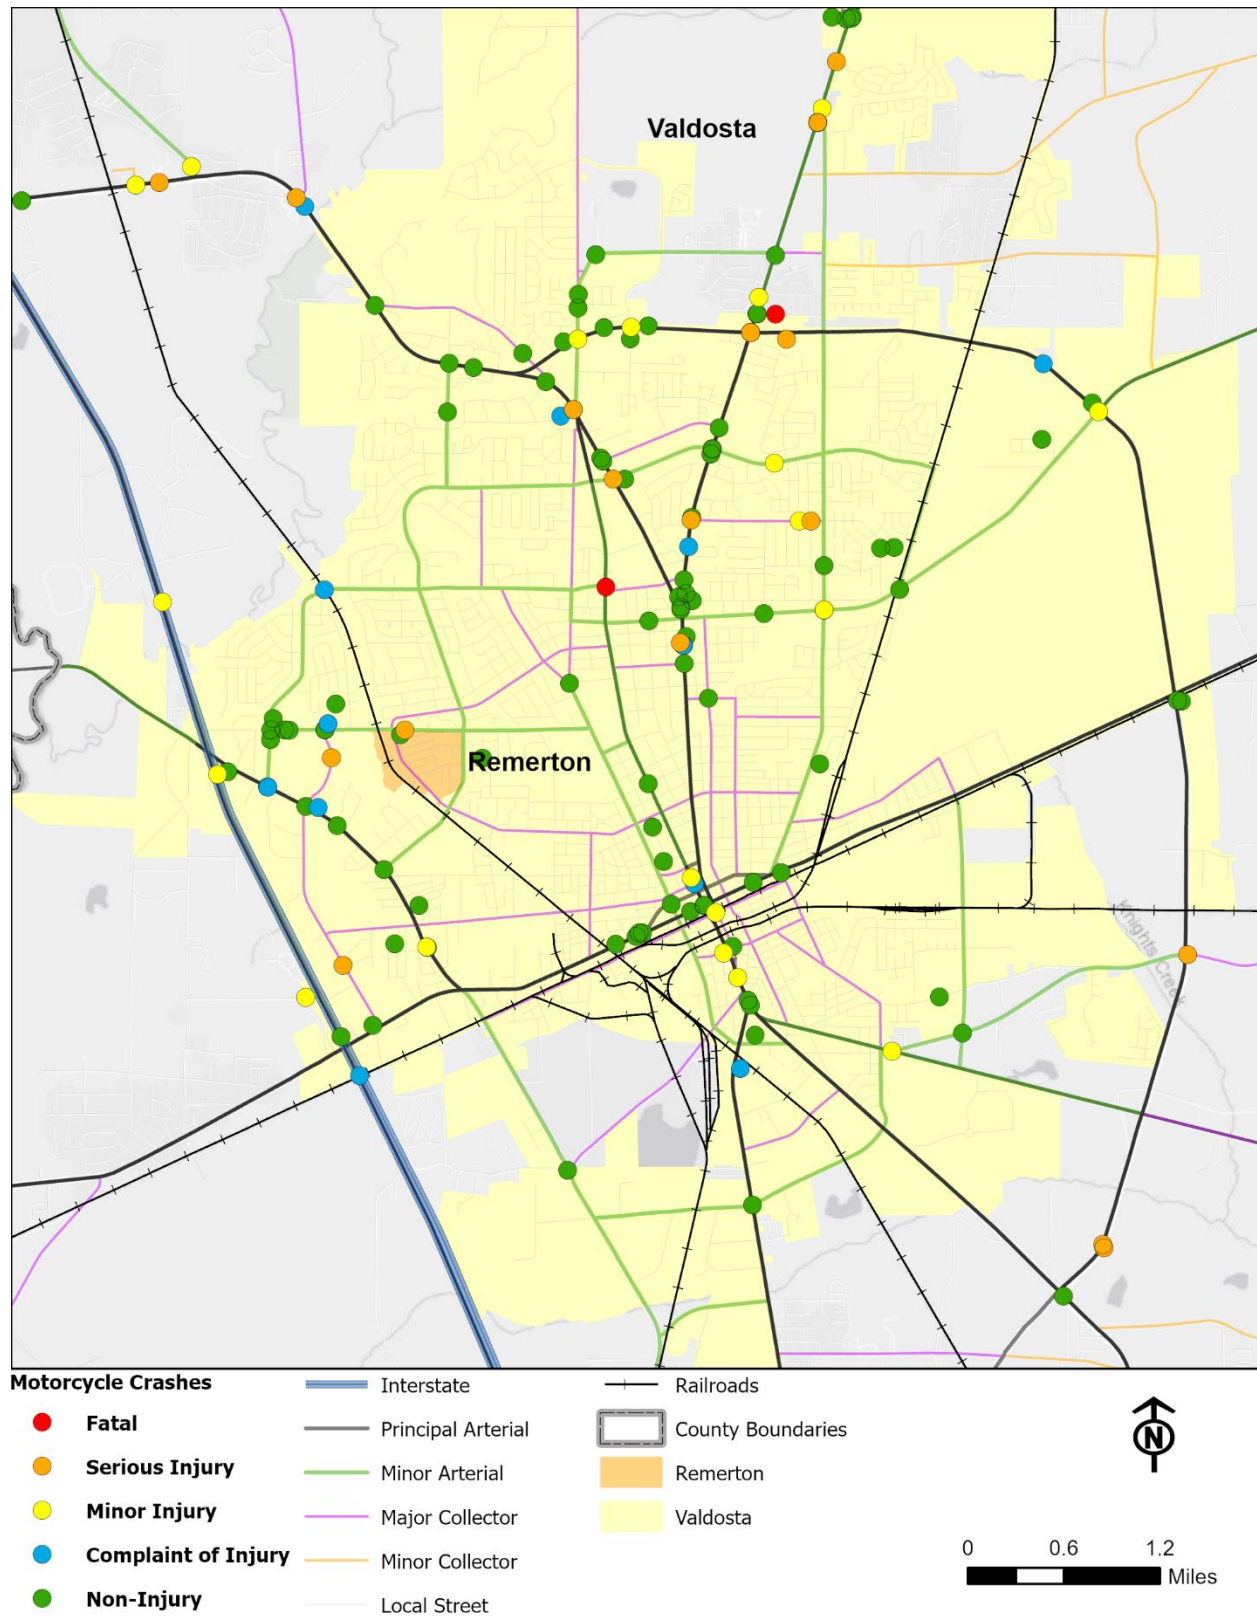 Valdosta
Remerton
Knights Creek
Motorcycle Crashes
Fatal
Serious Injury
Minor Injury
Complaint of Injury
Non-Injury
Interstate
Principal Arterial
Minor Arterial
Major Collector
Minor Collector
Local Street
Railroads
County Boundaries
Remerton
Valdosta
N
0 0.6 1.2
Miles